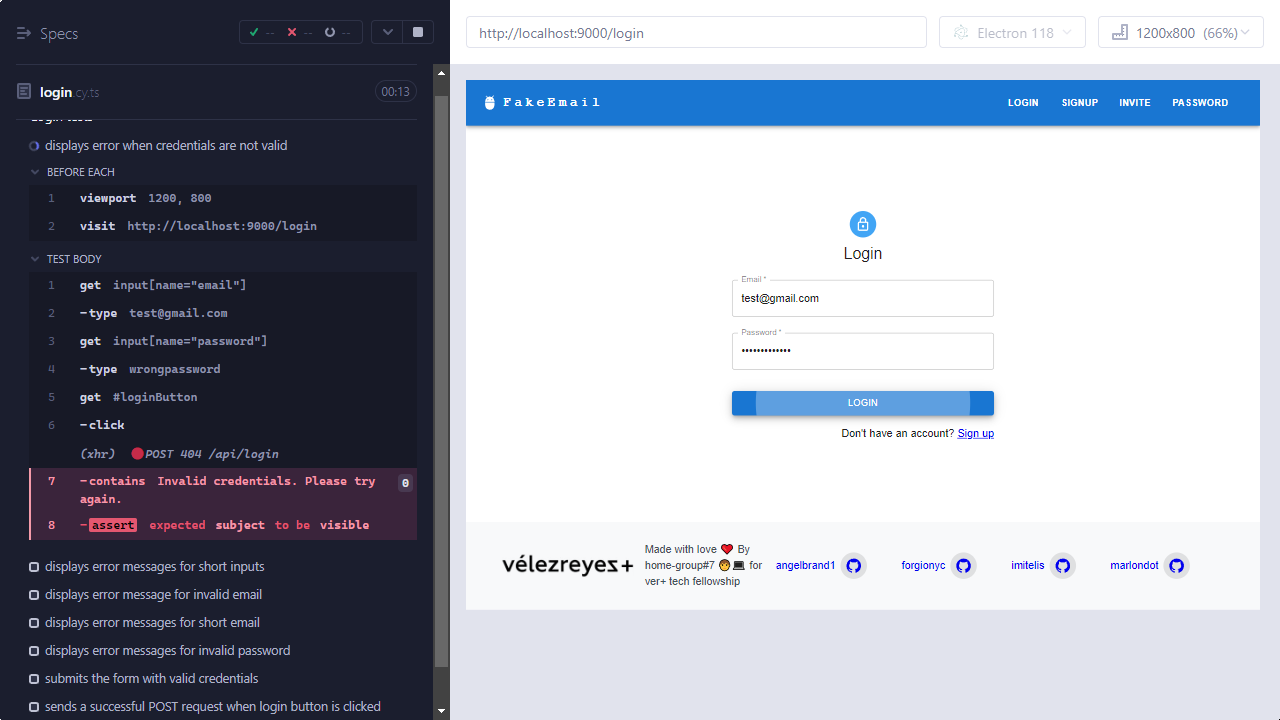 Specs
-- -- --
login.cy.ts
00:13
displays error when credentials are not valid
BEFORE EACH
1 viewport 1200, 800
2 visit http://localhost:9000/login
TEST BODY
1 get input[name="email"]
2 -type test@gmail.com
3 get input[name="password"]
4 -type wrongpassword
5 get #loginButton
6 -click
(xhr) POST 404 /api/login
7 -contains Invalid credentials. Please try
again.
0
8 -assert expected subject to be visible
displays error messages for short inputs
displays error message for invalid email
displays error messages for short email
displays error messages for invalid password
submits the form with valid credentials
sends a successful POST request when login button is clicked
http://localhost:9000/login
Electron 118
1200x800 (66%)
FakeEmail
LOGIN SIGNUP INVITE PASSWORD
Login
Email *
test@gmail.com
Password *
•••••••••••••
LOGIN
Don't have an account? Sign up
vélezreyes+
Made with love ❤️ By
home-group#7 🧑💻 for
ver+ tech fellowship
angelbrand1
forgionyc
imitelis
marlondot